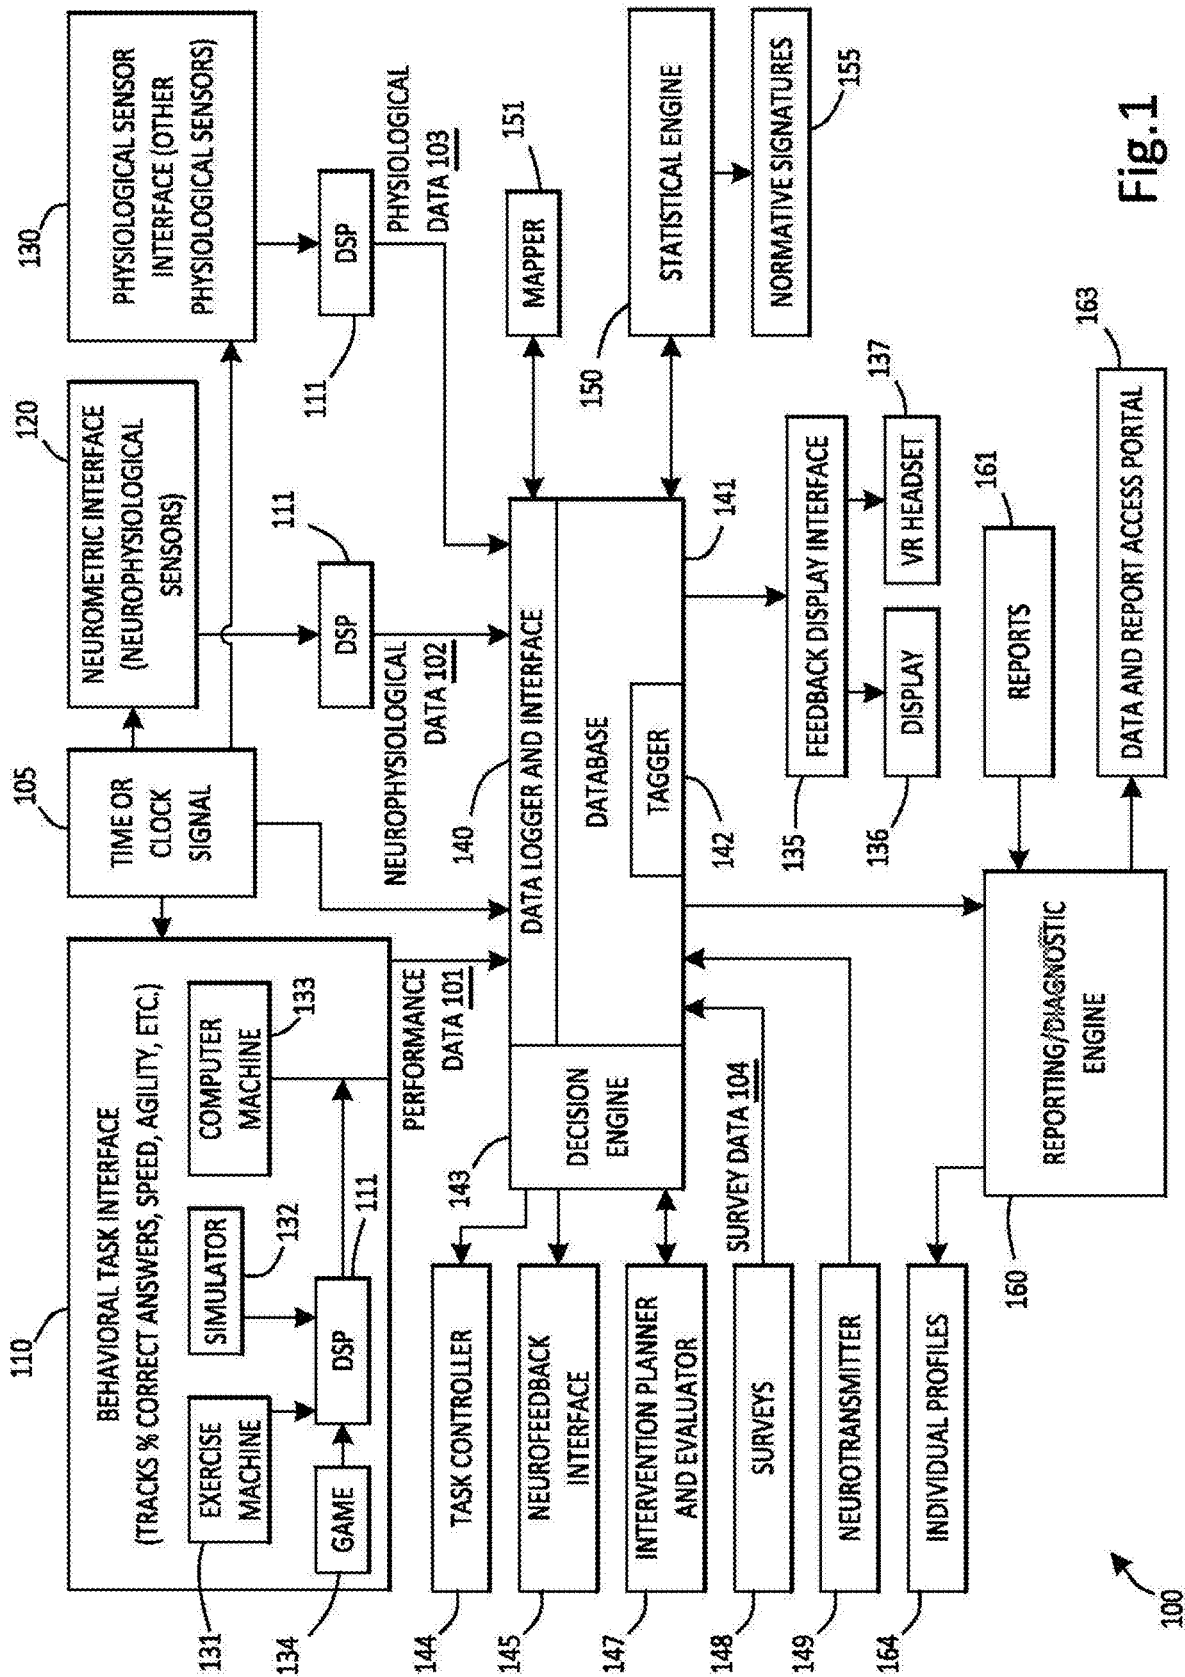 110
BEHAVIORAL TASK INTERFACE
(TRACKS % CORRECT ANSWERS, SPEED, AGILITY, ETC.)
131
EXERCISE
MACHINE
SIMULATOR
132
COMPUTER
MACHINE
133
134
GAME
DSP
111
105
TIME OR
CLOCK
SIGNAL
120
NEUROMETRIC INTERFACE
(NEUROPHYSIOLOGICAL
SENSORS)
130
PHYSIOLOGICAL SENSOR
INTERFACE (OTHER
PHYSIOLOGICAL SENSORS)
DSP
111
DSP
111
PERFORMANCE
DATA 101
NEUROPHYSIOLOGICAL
DATA 102
PHYSIOLOGICAL
DATA 103
144
TASK CONTROLLER
145
NEUROFEEDBACK
INTERFACE
147
INTERVENTION PLANNER
AND EVALUATOR
148
SURVEYS
SURVEY DATA 104
149
NEUROTRANSMITTER
164
INDIVIDUAL PROFILES
143
DECISION
ENGINE
140
DATA LOGGER AND INTERFACE
DATABASE
141
TAGGER
142
MAPPER
151
150
STATISTICAL ENGINE
NORMATIVE SIGNATURES
155
135
FEEDBACK DISPLAY INTERFACE
136
DISPLAY
VR HEADSET
137
160
REPORTING/DIAGNOSTIC
ENGINE
REPORTS
161
DATA AND REPORT ACCESS PORTAL
163
100
Fig.1